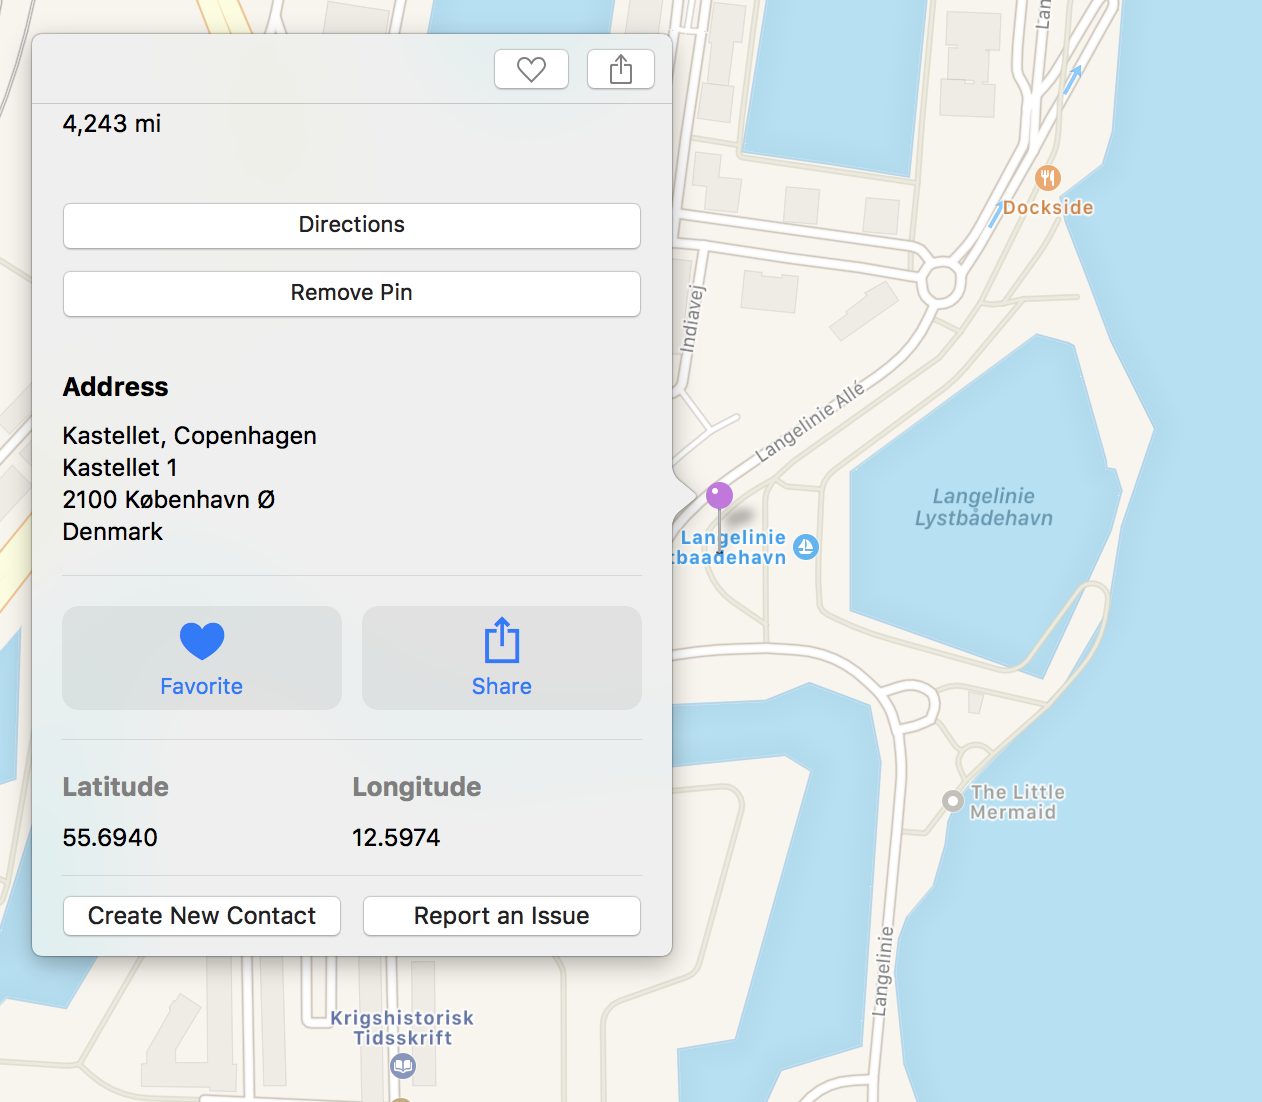 4,243 mi
Directions
Remove Pin
Address
Kastellet, Copenhagen
Kastellet 1
2100 København Ø
Denmark
Favorite
Share
Latitude
Longitude
55.6940
12.5974
Create New Contact
Report an Issue
Lan
Dockside
Indiavej
Langelinie Allé
Langelinie
Lystbådehavn
Langelinie
tbaadehavn
The Little
Mermaid
Langelinie
Krigshistorisk
Tidsskrift